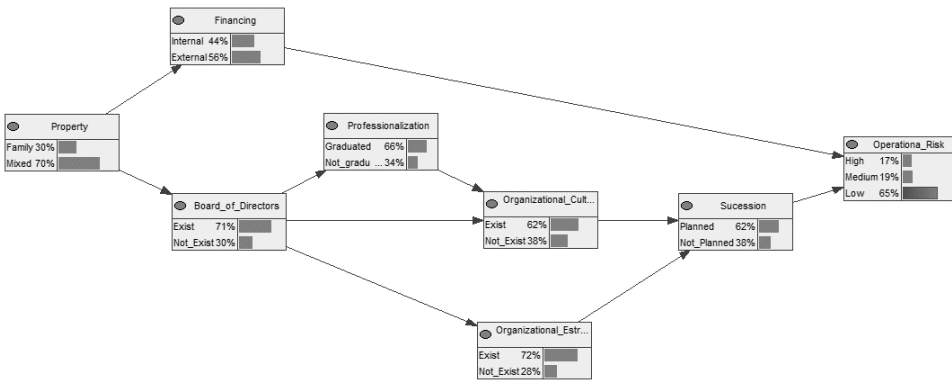 Financing
Internal 44%
External 56%
Property
Family 30%
Mixed 70%
Professionalization
Graduated 66%
Not_gradu ... 34%
Operationa_Risk
High 17%
Medium 19%
Low 65%
Board_of_Directors
Exist 71%
Not_Exist 30%
Organizational_Cult...
Exist 62%
Not_Exist 38%
Sucession
Planned 62%
Not_Planned 38%
Organizational_Estr...
Exist 72%
Not_Exist 28%